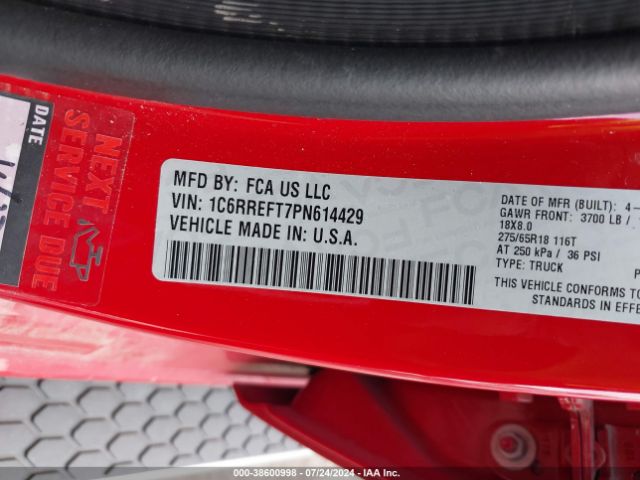 DATE
NEXT
SERVICE DUE
MFD BY: FCA US LLC
VIN: 1C6RREFT7PN614429
VEHICLE MADE IN: U.S.A.
DATE OF MFR (BUILT): 4-
GAWR FRONT: 3700 LB /
18X8.0
275/65R18 116T
AT 250 kPa / 36 PSI
TYPE: TRUCK
THIS VEHICLE CONFORMS TO
STANDARDS IN EFFE
000-38600998 - 07/24/2024 - IAA Inc.